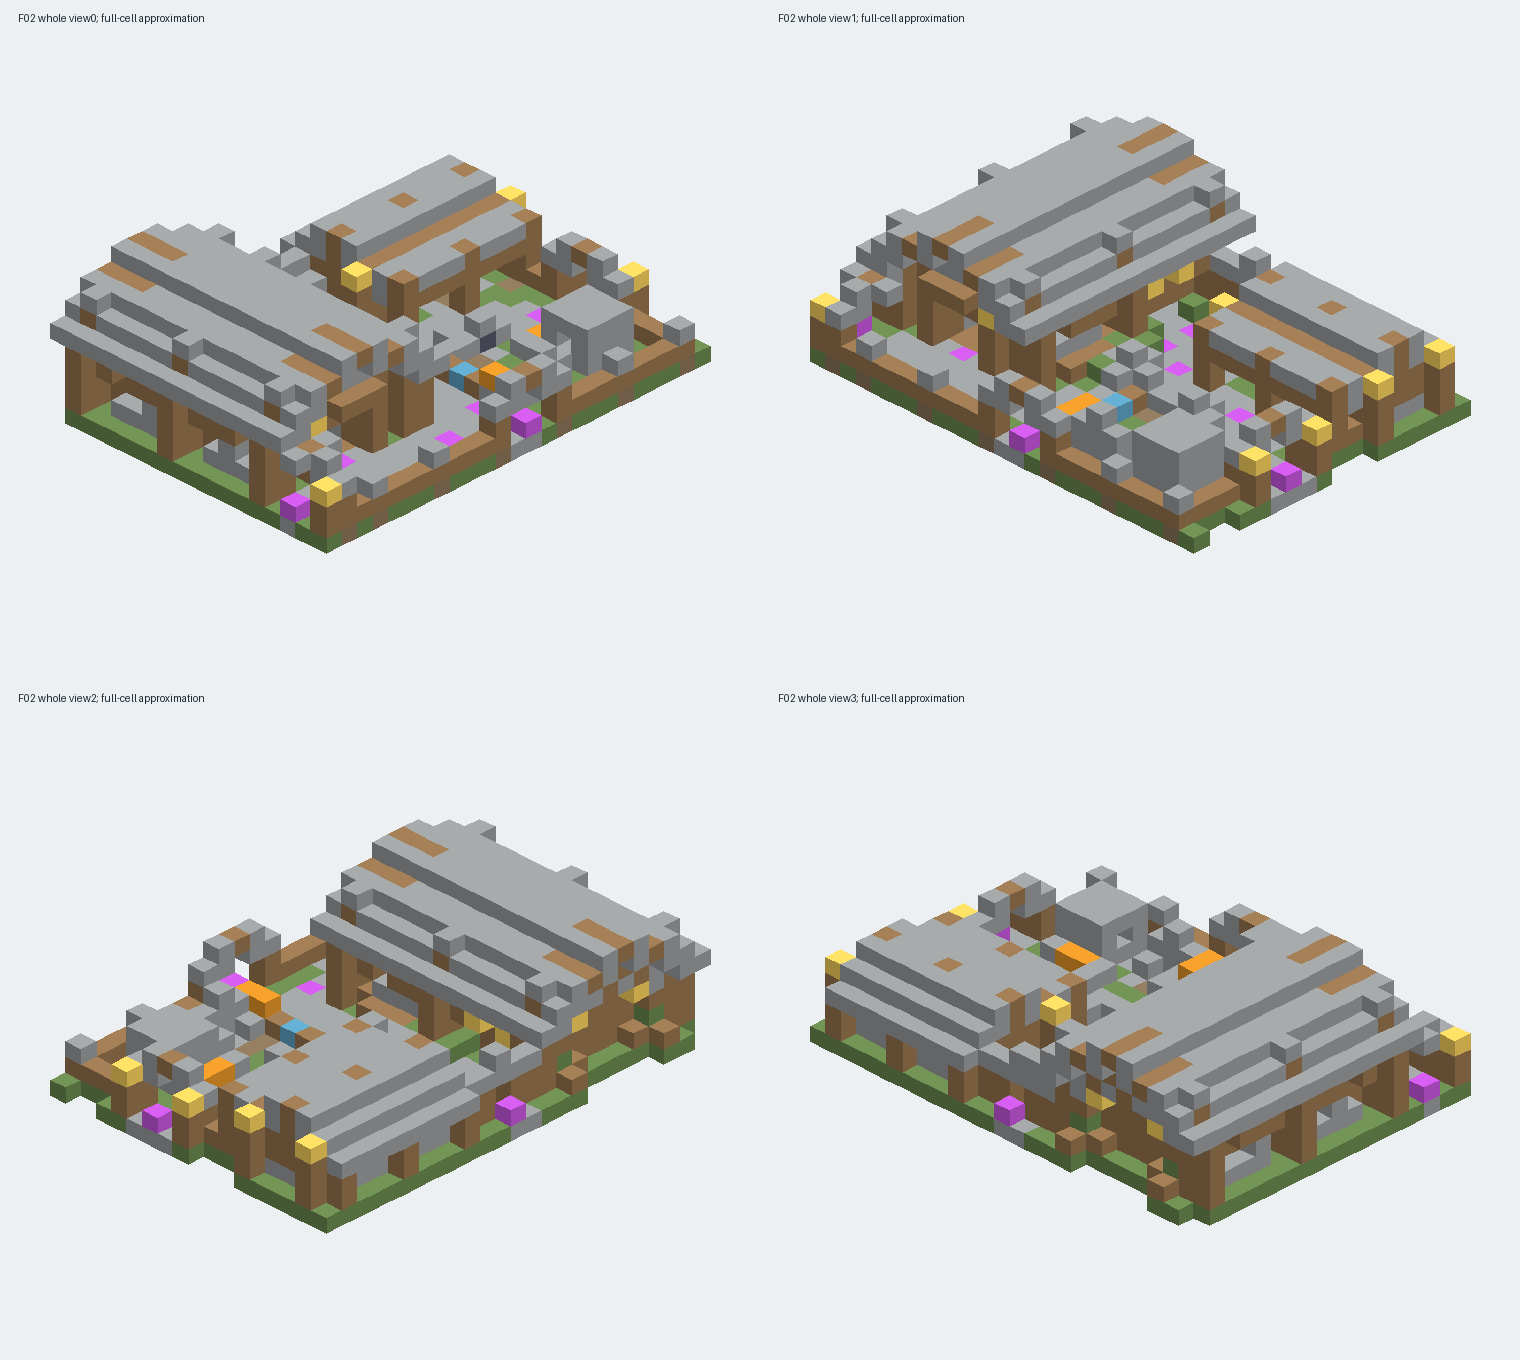 F02 whole view0; full-cell approximation
F02 whole view1; full-cell approximation
F02 whole view2; full-cell approximation
F02 whole view3; full-cell approximation